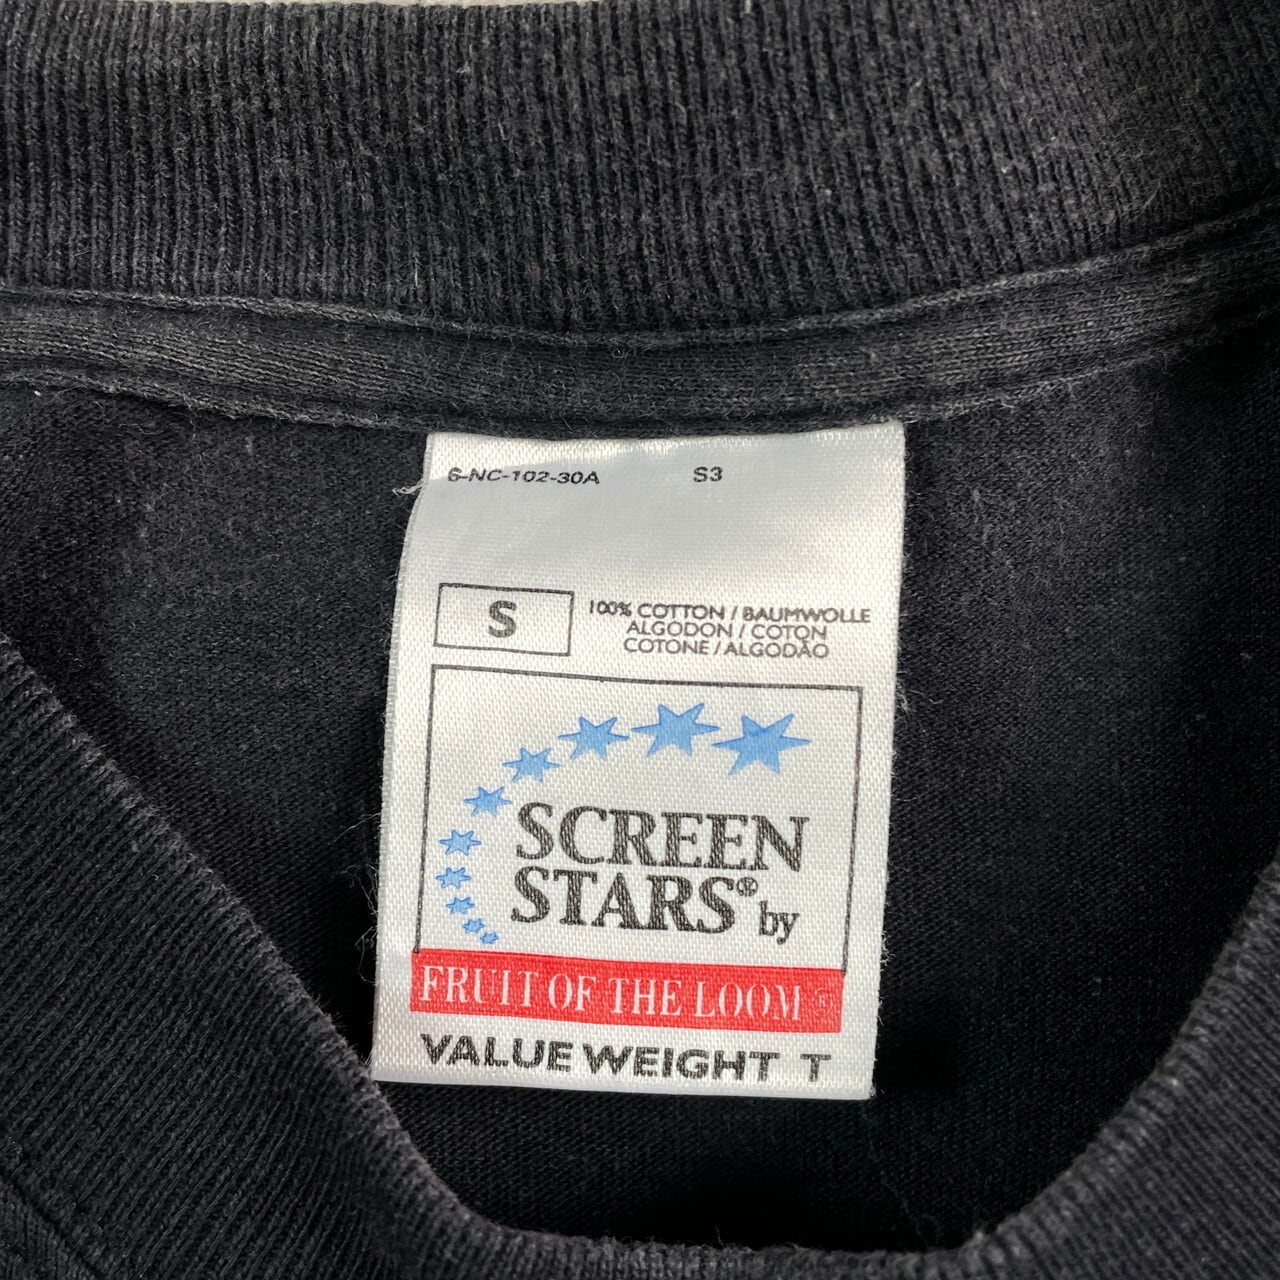 6-NC-102-30A S3
S
100% COTTON / BAUMWOLLE
ALGODON / COTON
COTONE / ALGODÃO
SCREEN
STARS® by
FRUIT OF THE LOOM ®
VALUE WEIGHT T